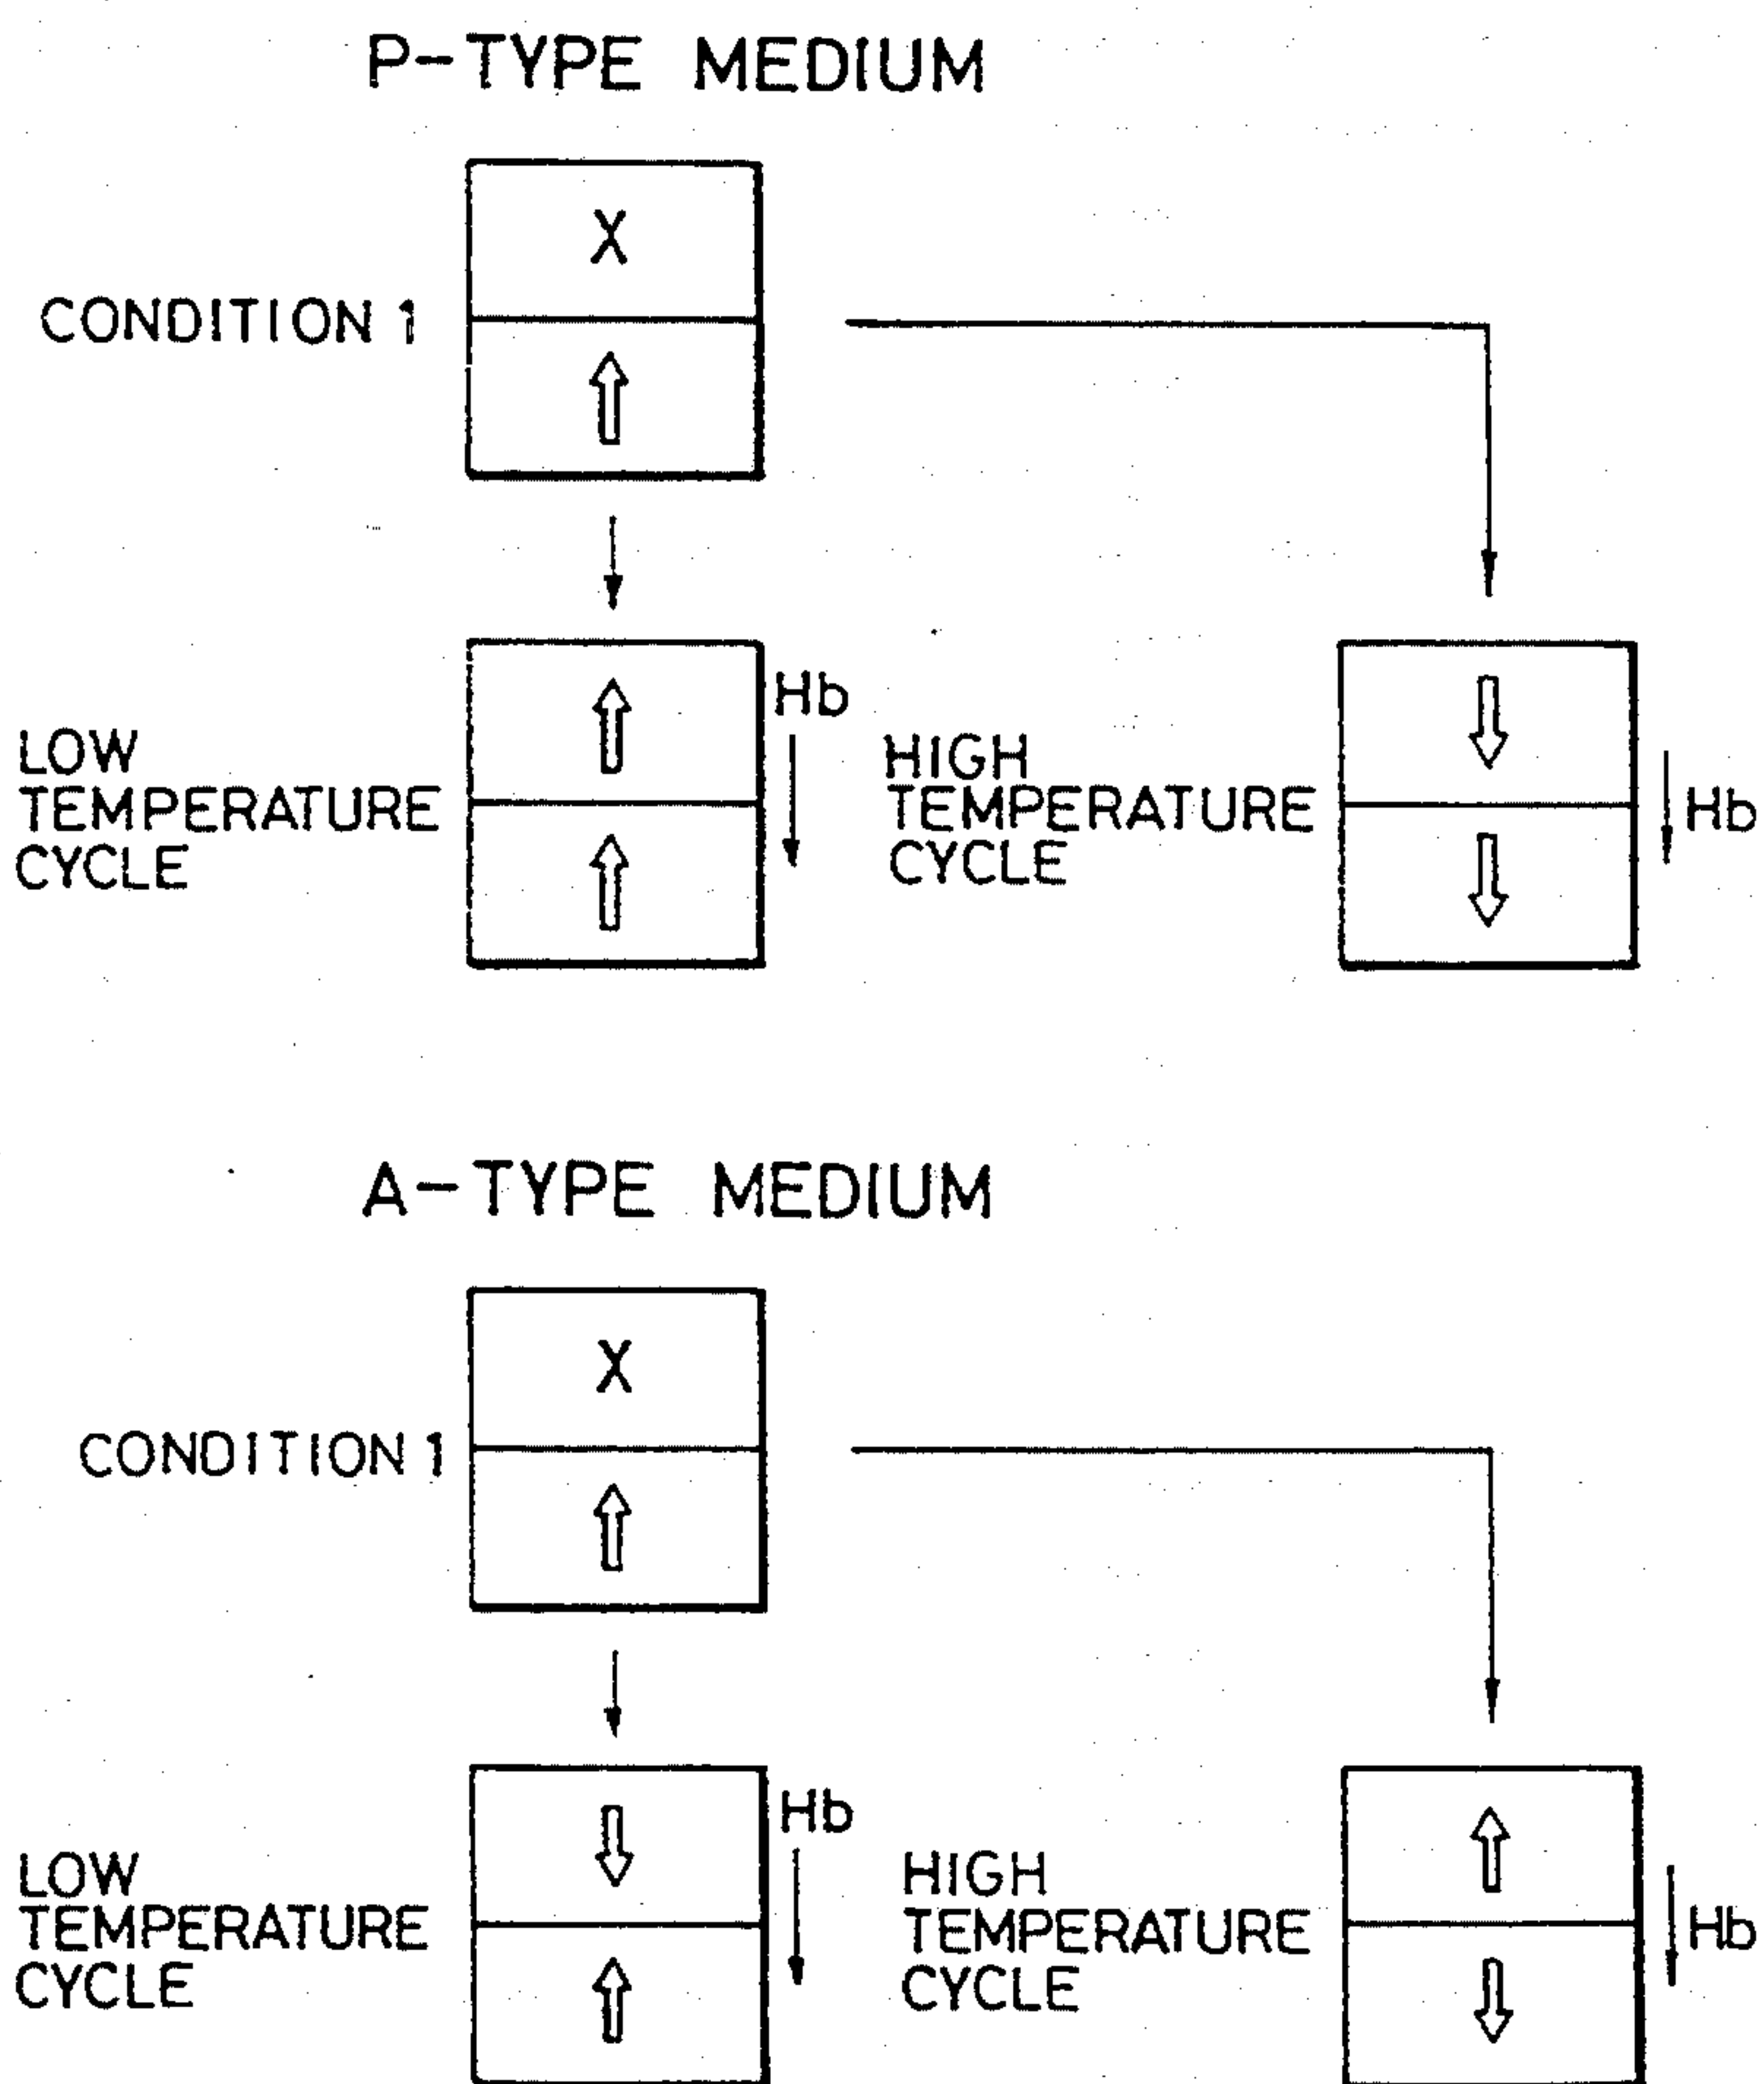 P-TYPE MEDIUM
X
CONDITION 1
Hb
LOW
TEMPERATURE
CYCLE
HIGH
TEMPERATURE
CYCLE
Hb
A-TYPE MEDIUM
X
CONDITION 1
Hb
LOW
TEMPERATURE
CYCLE
HIGH
TEMPERATURE
CYCLE
Hb